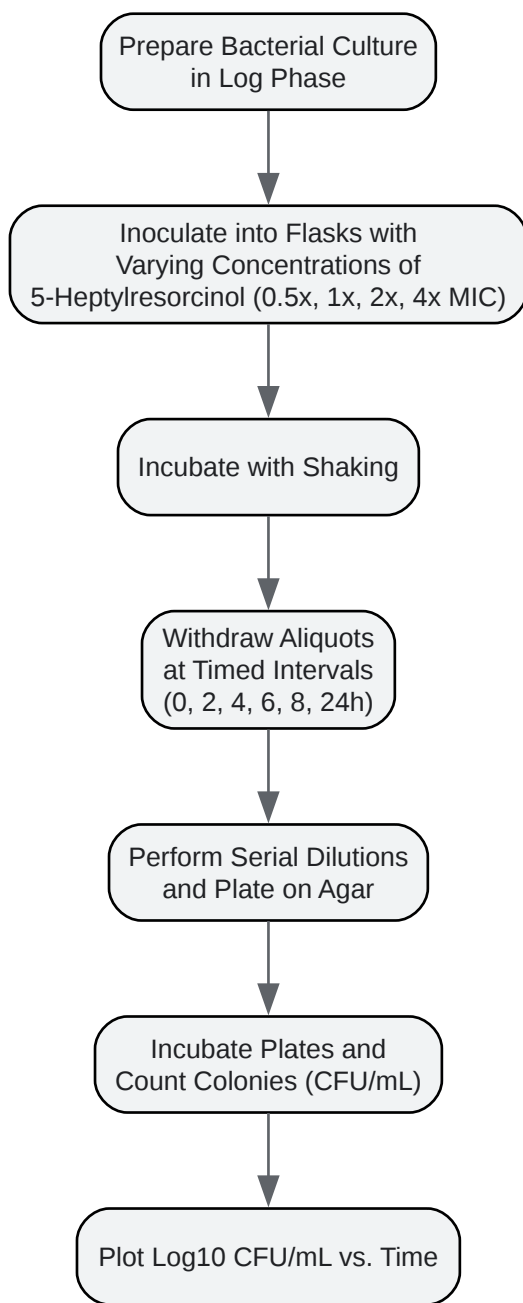 Prepare Bacterial Culture
in Log Phase
Inoculate into Flasks with
Varying Concentrations of
5-Heptylresorcinol (0.5x, 1x, 2x, 4x MIC)
Incubate with Shaking
Withdraw Aliquots
at Timed Intervals
(0, 2, 4, 6, 8, 24h)
Perform Serial Dilutions
and Plate on Agar
Incubate Plates and
Count Colonies (CFU/mL)
Plot Log10 CFU/mL vs. Time